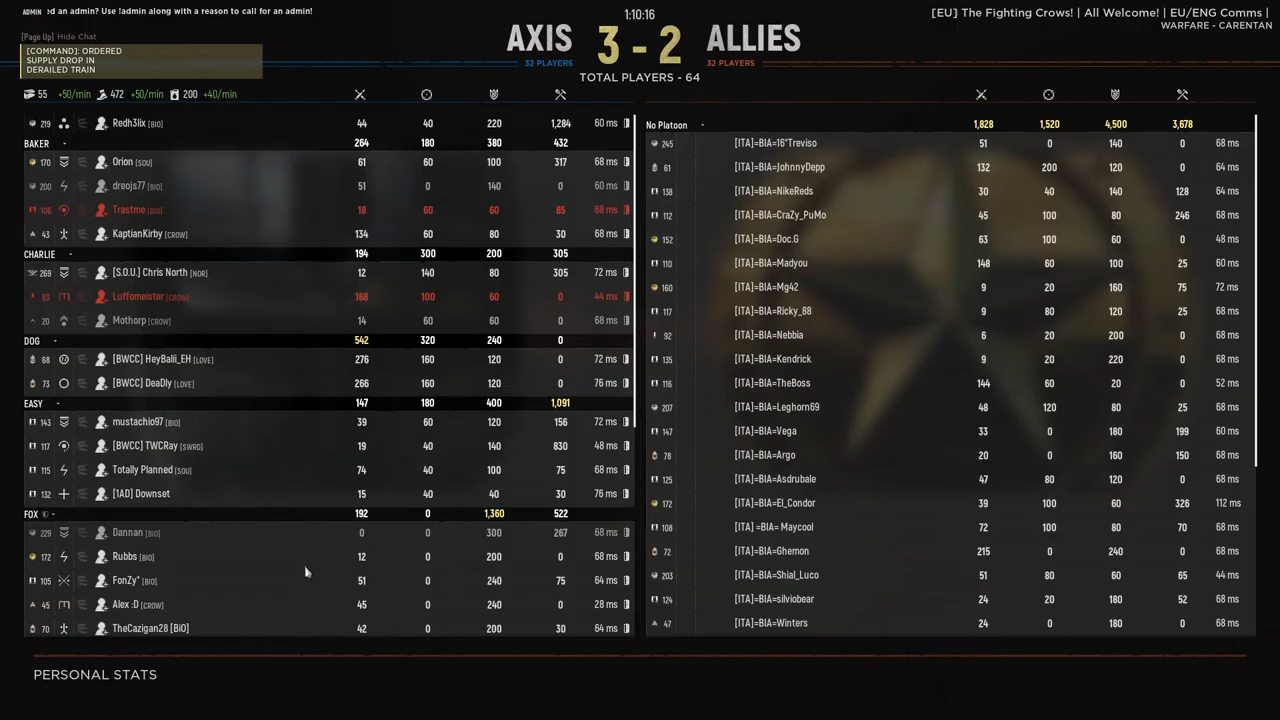 ADMIN ed an admin? Use !admin along with a reason to call for an admin!
[Page Up] Hide Chat
[COMMAND]: ORDERED
SUPPLY DROP IN
DERAILED TRAIN
1:10:16
AXIS 3 - 2 ALLIES
32 PLAYERS 32 PLAYERS
TOTAL PLAYERS - 64
[EU] The Fighting Crows! | All Welcome! | EU/ENG Comms |
WARFARE - CARENTAN
55 +50/min 472 +50/min 200 +40/min
219 Redh3lix [BIO] 44 40 220 1,284 60 ms
BAKER - 264 180 380 432
170 Orion [SOU] 61 60 100 317 68 ms
200 dreojs77 [BIO] 51 0 140 0 60 ms
106 Trastme [BIO] 18 60 60 85 68 ms
43 KaptianKirby [CROW] 134 60 80 30 68 ms
CHARLIE - 194 300 200 305
269 [S.O.U.] Chris North [NOR] 12 140 80 305 72 ms
63 Luffomeister [CROW] 168 100 60 0 44 ms
20 Mothorp [CROW] 14 60 60 0 68 ms
DOG - 542 320 240 0
68 [BWCC] HeyBalii_EH [LOVE] 276 160 120 0 72 ms
73 [BWCC] DeaDly [LOVE] 266 160 120 0 76 ms
EASY - 147 180 400 1,091
143 mustachio97 [BIO] 39 60 120 156 72 ms
117 [BWCC] TWCRay [SWRD] 19 40 140 830 48 ms
115 Totally Planned [SOU] 74 40 100 75 68 ms
132 [1AD] Downset 15 40 40 30 76 ms
FOX - 192 0 1,360 522
229 Dannan [BIO] 0 0 300 267 68 ms
172 Rubbs [BIO] 12 0 200 0 68 ms
105 FonZy* [BIO] 51 0 240 75 64 ms
45 Alex :D [CROW] 45 0 240 0 28 ms
70 TheCazigan28 [BiO] 42 0 200 30 64 ms
No Platoon - 1,828 1,520 4,500 3,678
245 [ITA]=BIA=16°Treviso 51 0 140 0 68 ms
61 [ITA]=BIA=JohnnyDepp 132 200 120 0 68 ms
138 [ITA]=BIA=NikeReds 30 40 140 128 64 ms
112 [ITA]=BIA=CraZy_PuMo 45 100 80 246 68 ms
152 [ITA]=BIA=Doc.G 63 100 60 0 48 ms
110 [ITA]=BIA=Madyou 148 60 100 25 60 ms
160 [ITA]=BIA=Mg42 9 20 160 75 72 ms
117 [ITA]=BIA=Ricky_88 9 80 120 25 68 ms
92 [ITA]=BIA=Nebbia 6 20 200 0 68 ms
135 [ITA]=BIA=Kendrick 9 20 220 0 68 ms
116 [ITA]=BIA=TheBoss 144 60 20 0 52 ms
207 [ITA]=BIA=Leghorn69 48 120 80 25 68 ms
147 [ITA]=BIA=Vega 33 0 180 199 60 ms
78 [ITA]=BIA=Argo 20 0 160 150 68 ms
125 [ITA]=BIA=Asdrubale 47 80 120 0 68 ms
172 [ITA]=BIA=El_Condor 39 100 60 326 112 ms
108 [ITA] =BIA= Maycool 72 100 80 70 68 ms
72 [ITA]=BIA=Ghemon 215 0 240 0 68 ms
203 [ITA]=BIA=Shial_Luco 51 80 60 65 44 ms
124 [ITA]=BIA=silviobear 24 20 180 52 68 ms
47 [ITA]=BIA=Winters 24 0 180 0 68 ms
PERSONAL STATS